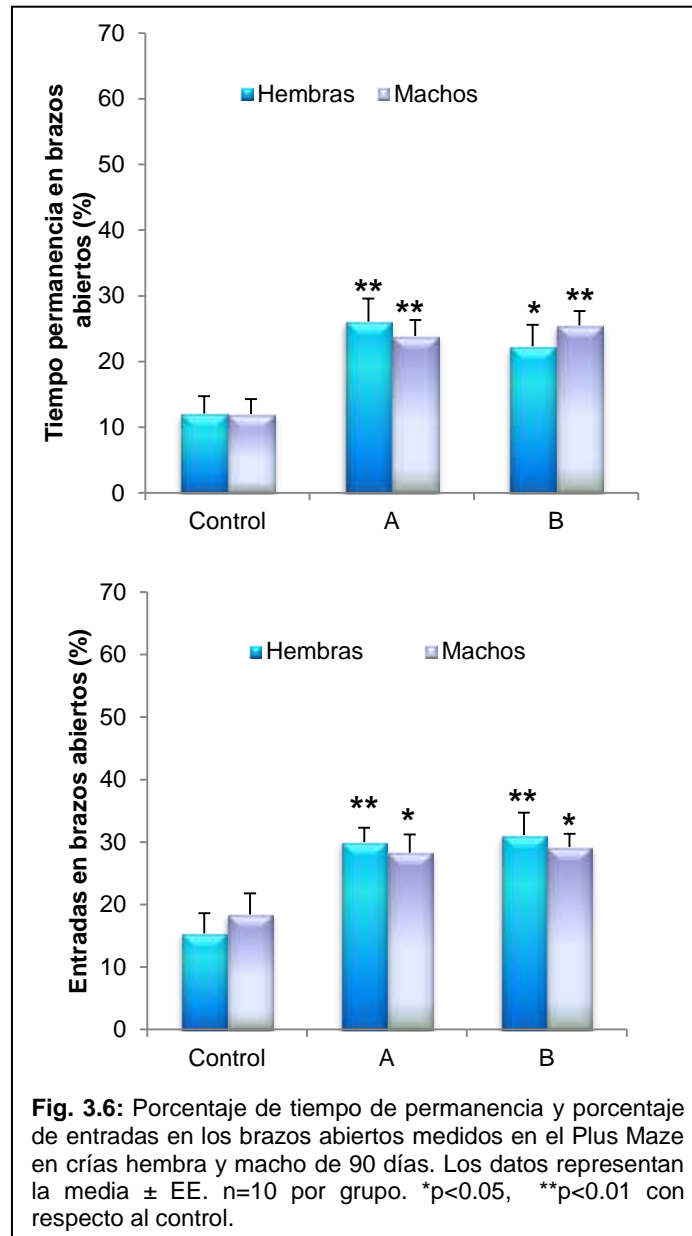 70
60
50
40
30
20
10
0
Tiempo permanencia en brazos
abiertos (%)
Hembras Machos
** ** * **
Control A B
70
60
50
40
30
20
10
0
Entradas en brazos abiertos (%)
Hembras Machos
** * ** *
Control A B
Fig. 3.6: Porcentaje de tiempo de permanencia y porcentaje
de entradas en los brazos abiertos medidos en el Plus Maze
en crías hembra y macho de 90 días. Los datos representan
la media ± EE. n=10 por grupo. *p<0.05, **p<0.01 con
respecto al control.